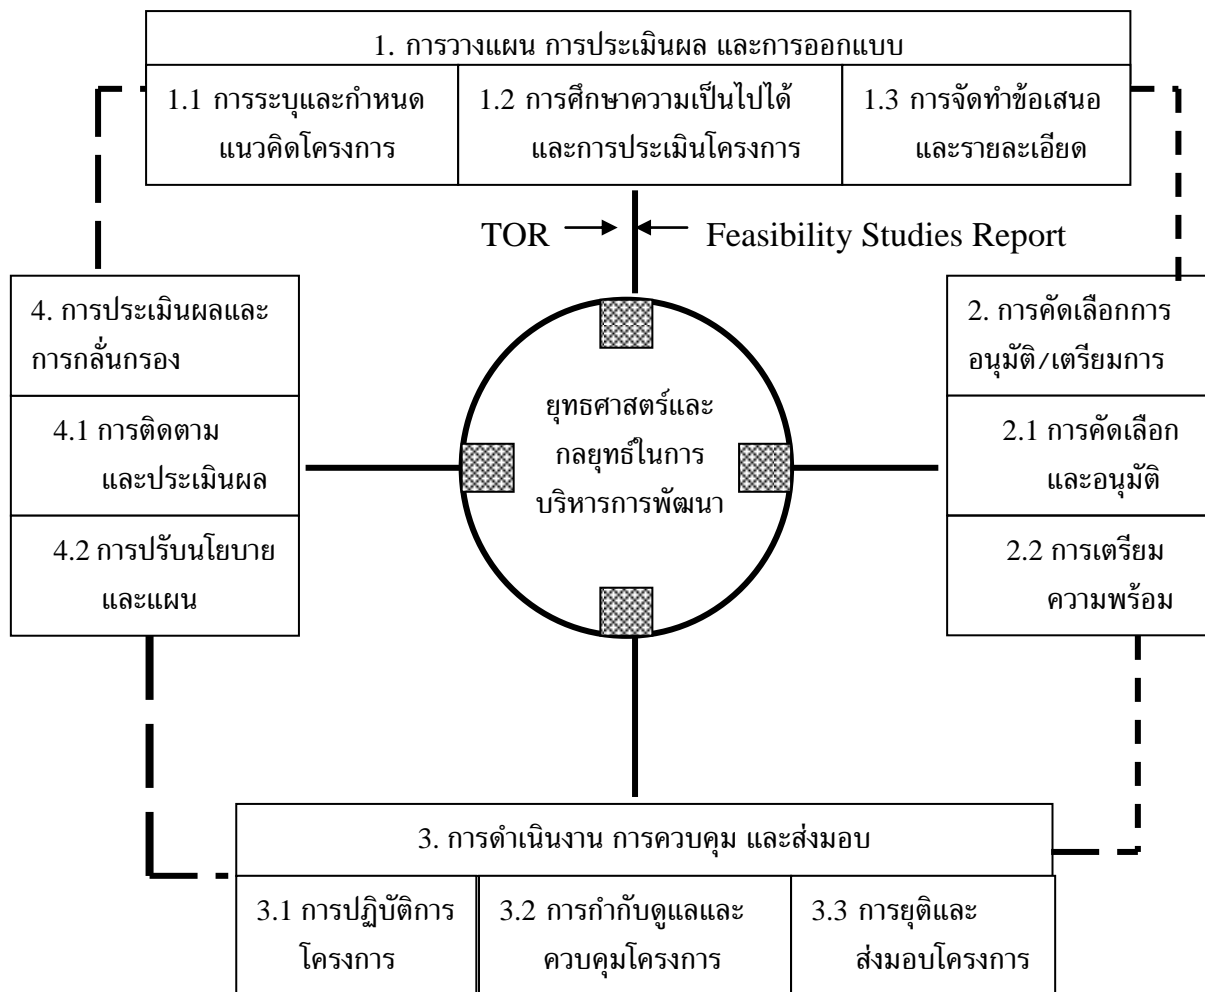 1. การวางแผน การประเมินผล และการออกแบบ
1.1 การระบุและกำหนด
แนวคิดโครงการ
1.2 การศึกษาความเป็นไปได้
และการประเมินโครงการ
1.3 การจัดทำข้อเสนอ
และรายละเอียด
TOR
Feasibility Studies Report
4. การประเมินผลและ
การกลั่นกรอง
4.1 การติดตาม
และประเมินผล
4.2 การปรับนโยบาย
และแผน
ยุทธศาสตร์และ
กลยุทธ์ในการ
บริหารการพัฒนา
2. การคัดเลือกการ
อนุมัติ/เตรียมการ
2.1 การคัดเลือก
และอนุมัติ
2.2 การเตรียม
ความพร้อม
3. การดำเนินงาน การควบคุม และส่งมอบ
3.1 การปฏิบัติการ
โครงการ
3.2 การกำกับดูแลและ
ควบคุมโครงการ
3.3 การยุติและ
ส่งมอบโครงการ